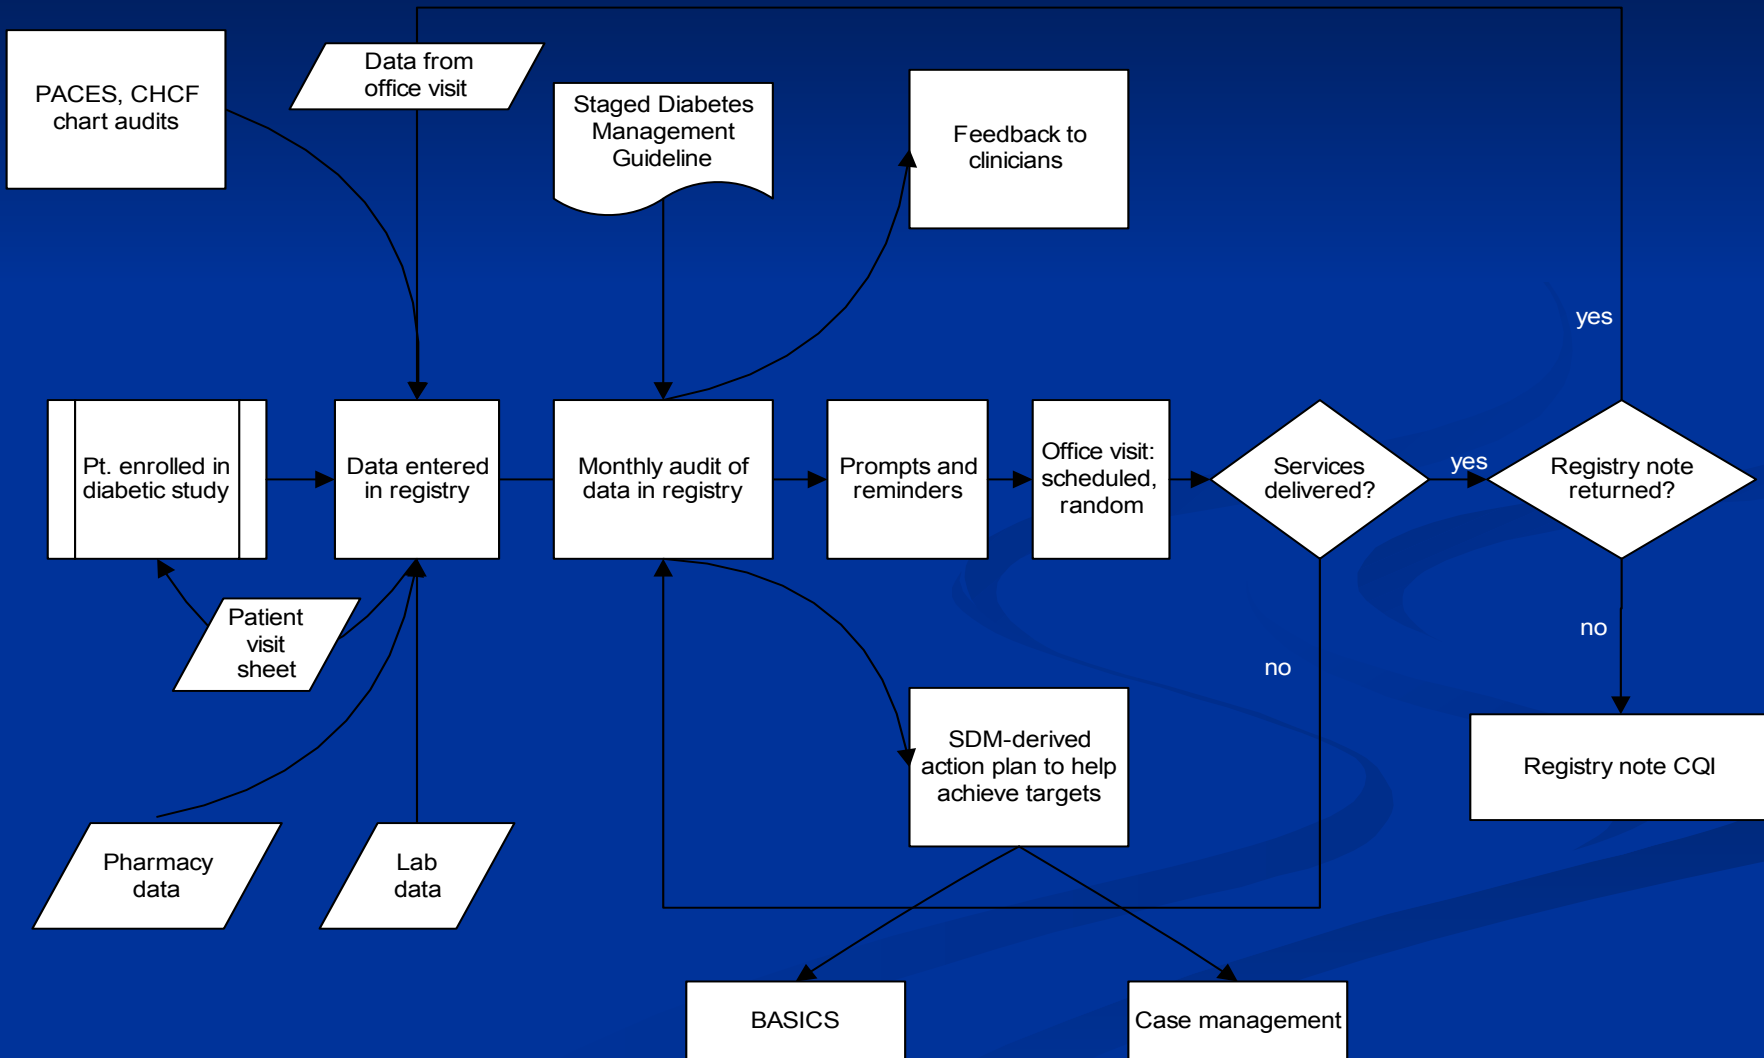 PACES, CHCF
chart audits
Data from
office visit
Staged Diabetes
Management
Guideline
Feedback to
clinicians
yes
Pt. enrolled in
diabetic study
Data entered
in registry
Monthly audit of
data in registry
Prompts and
reminders
Office visit:
scheduled,
random
Services
delivered?
yes
Registry note
returned?
Patient
visit
sheet
no
no
SDM-derived
action plan to help
achieve targets
Registry note CQI
Pharmacy
data
Lab
data
BASICS
Case management